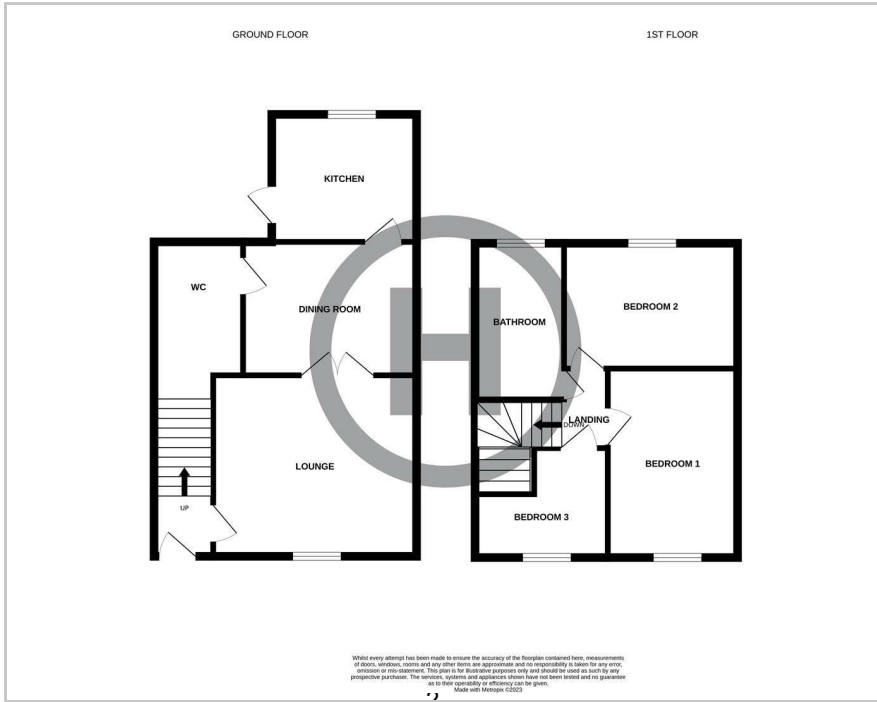 GROUND FLOOR
1ST FLOOR
KITCHEN
WC
DINING ROOM
LOUNGE
UP
BATHROOM
BEDROOM 2
LANDING
DOWN
BEDROOM 1
BEDROOM 3
Whilst every attempt has been made to ensure the accuracy of the floorplan contained here, measurements
of doors, windows, rooms and any other items are approximate and no responsibility is taken for any error,
omission or mis-statement. This plan is for illustrative purposes only and should be used as such by any
prospective purchaser. The services, systems and appliances shown have not been tested and no guarantee
as to their operability or efficiency can be given.
Made with Metropix ©2023
H